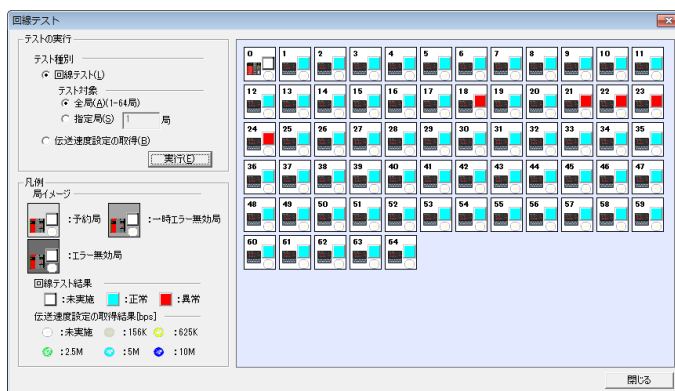 回線テスト
テストの実行
テスト種別
回線テスト(L)
テスト対象
全局(A)(1-64局)
指定局(S) 1 局
伝送速度設定の取得(B)
実行(E)
凡例
局イメージ
:予約局 :一時エラー無効局
:エラー無効局
回線テスト結果
:未実施 :正常 :異常
伝送速度設定の取得結果[bps]
:未実施 :156K :625K
:2.5M :5M :10M
0 1 2 3 4 5 6 7 8 9 10 11
12 13 14 15 16 17 18 19 20 21 22 23
24 25 26 27 28 29 30 31 32 33 34 35
36 37 38 39 40 41 42 43 44 45 46 47
48 49 50 51 52 53 54 55 56 57 58 59
60 61 62 63 64
閉じる